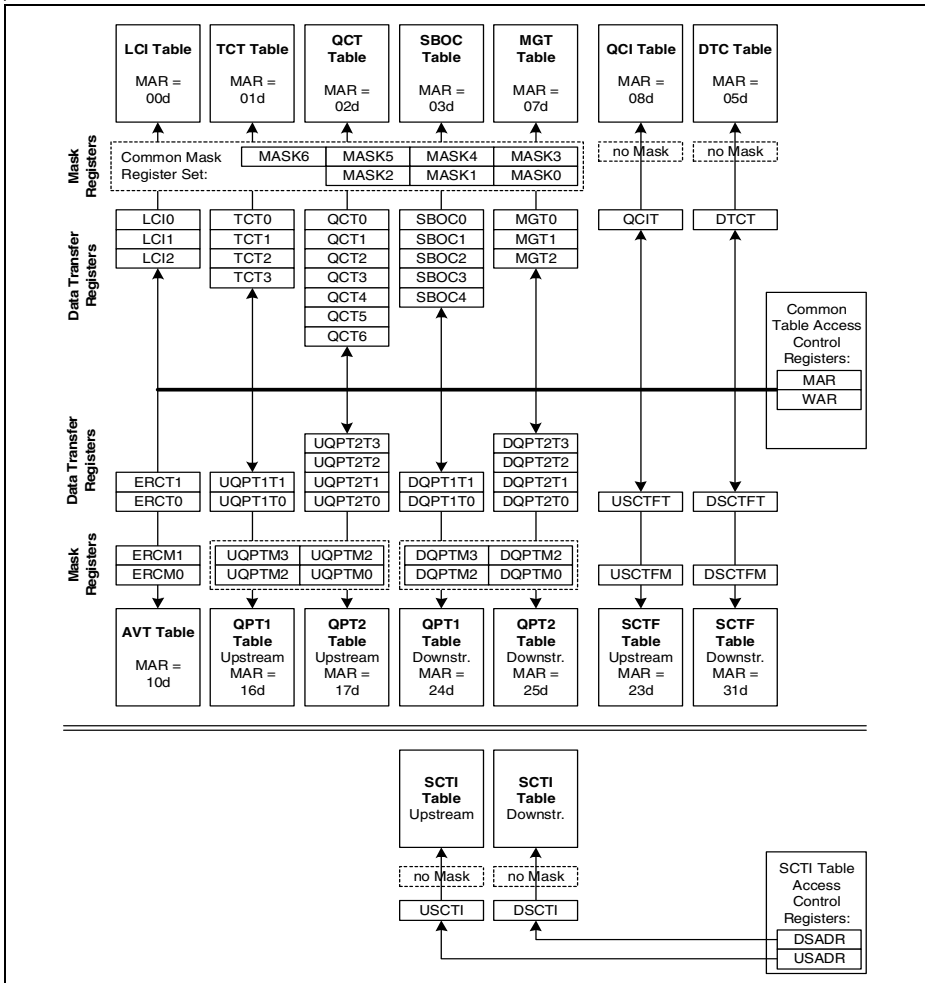 LCI Table
MAR =
00d
TCT Table
MAR =
01d
QCT
Table
MAR =
02d
SBOC
Table
MAR =
03d
MGT
Table
MAR =
07d
QCI Table
MAR =
08d
DTC Table
MAR =
05d
Mask
Registers
Common Mask
Register Set:
MASK6 MASK5 MASK4 MASK3
MASK2 MASK1 MASK0
no Mask
no Mask
Data Transfer
Registers
LCI0
LCI1
LCI2
TCT0
TCT1
TCT2
TCT3
QCT0
QCT1
QCT2
QCT3
QCT4
QCT5
QCT6
SBOC0
SBOC1
SBOC2
SBOC3
SBOC4
MGT0
MGT1
MGT2
QCIT
DTCT
Common
Table Access
Control
Registers:
MAR
WAR
Data Transfer
Registers
ERCT1
ERCT0
UQPT1T1
UQPT1T0
UQPT2T3
UQPT2T2
UQPT2T1
UQPT2T0
DQPT1T1
DQPT1T0
DQPT2T3
DQPT2T2
DQPT2T1
DQPT2T0
USCTFT
DSCTFT
Mask
Registers
ERCM1
ERCM0
UQPTM3 UQPTM2
UQPTM2 UQPTM0
DQPTM3 DQPTM2
DQPTM2 DQPTM0
USCTFM
DSCTFM
AVT Table
MAR =
10d
QPT1
Table
Upstream
MAR =
16d
QPT2
Table
Upstream
MAR =
17d
QPT1
Table
Downstr.
MAR =
24d
QPT2
Table
Downstr.
MAR =
25d
SCTF
Table
Upstream
MAR =
23d
SCTF
Table
Downstr.
MAR =
31d
SCTI
Table
Upstream
SCTI
Table
Downstr.
no Mask
no Mask
USCTI
DSCTI
SCTI Table
Access
Control
Registers:
DSADR
USADR